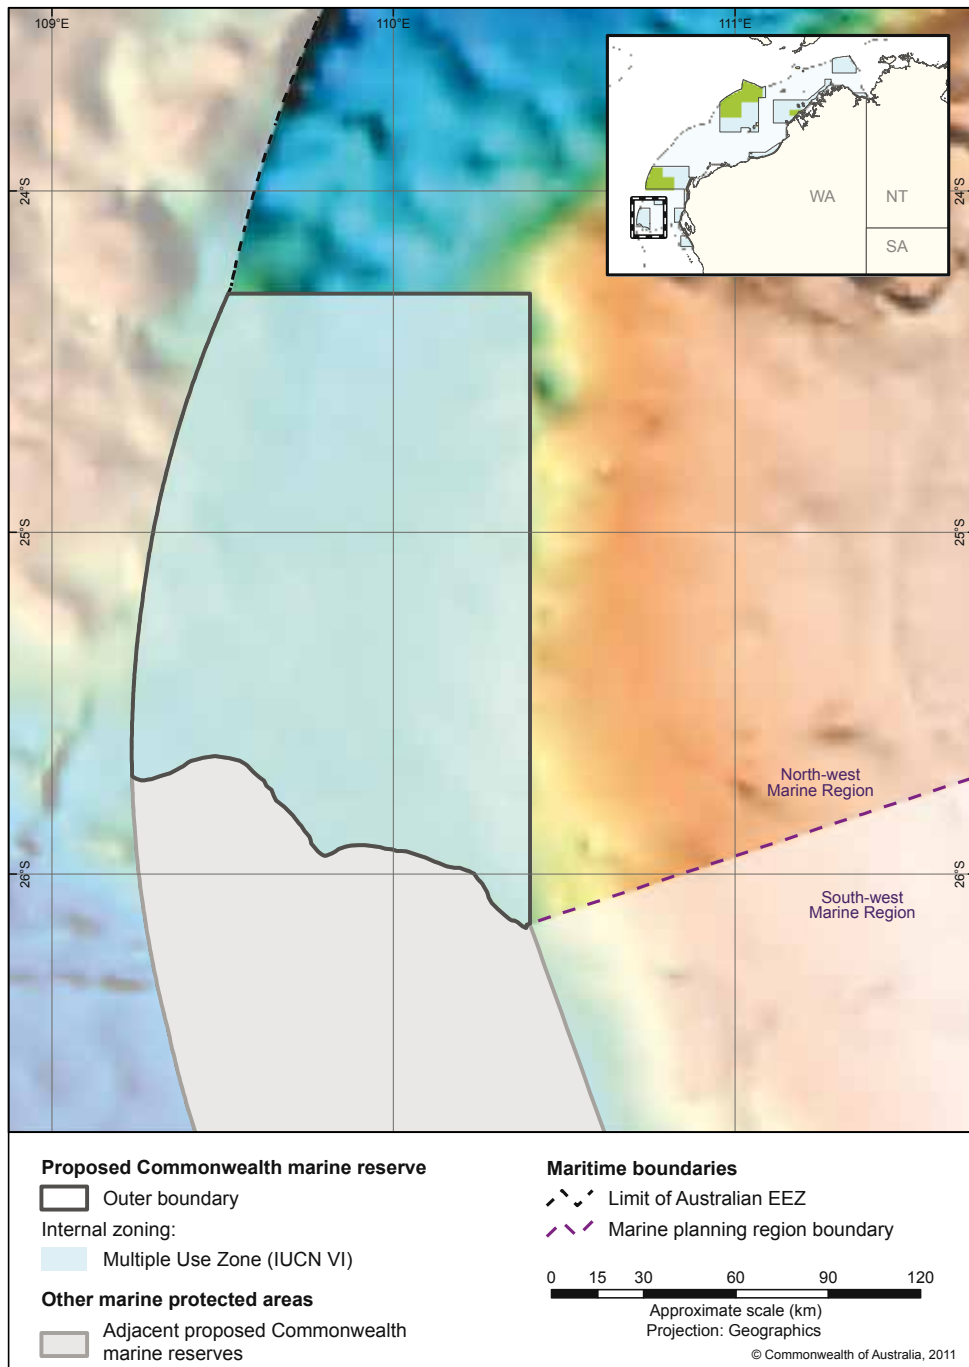 109°E
110°E
111°E
24°S
24°S
WA
NT
SA
25°S
25°S
North-west
Marine Region
26°S
26°S
South-west
Marine Region
Proposed Commonwealth marine reserve
Outer boundary
Internal zoning:
Multiple Use Zone (IUCN VI)
Other marine protected areas
Adjacent proposed Commonwealth
marine reserves
Maritime boundaries
Limit of Australian EEZ
Marine planning region boundary
0 15 30 60 90 120
Approximate scale (km)
Projection: Geographics
© Commonwealth of Australia, 2011